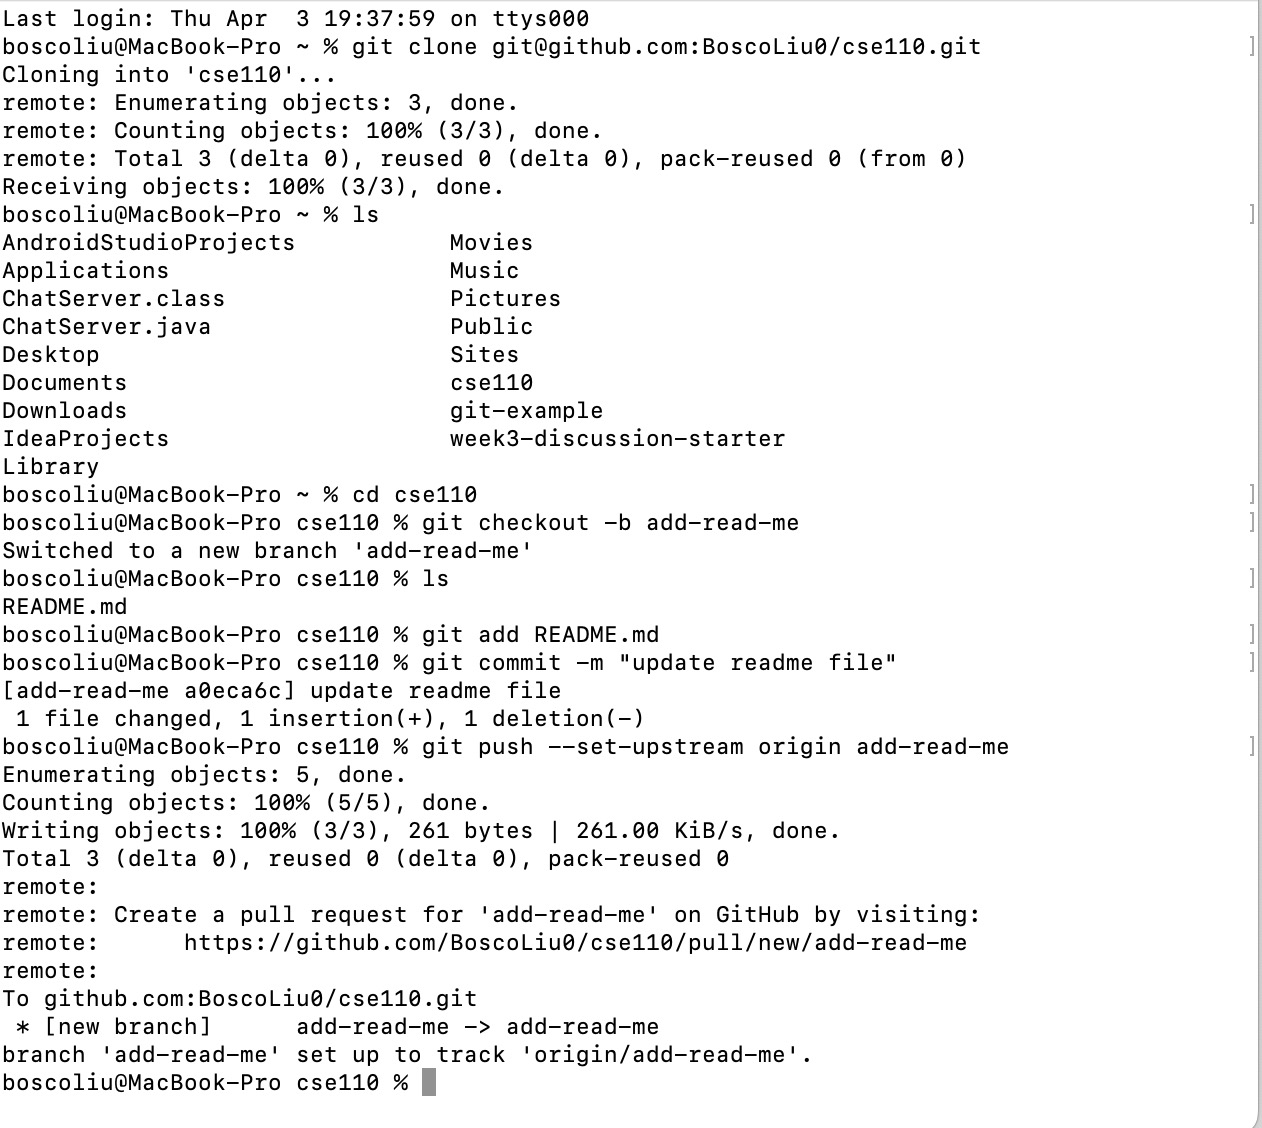 Last login: Thu Apr  3 19:37:59 on ttys000
boscoliu@MacBook-Pro ~ % git clone git@github.com:BoscoLiu0/cse110.git ]
Cloning into 'cse110'...
remote: Enumerating objects: 3, done.
remote: Counting objects: 100% (3/3), done.
remote: Total 3 (delta 0), reused 0 (delta 0), pack-reused 0 (from 0)
Receiving objects: 100% (3/3), done.
boscoliu@MacBook-Pro ~ % ls ]
AndroidStudioProjects           Movies
Applications                    Music
ChatServer.class                Pictures
ChatServer.java                 Public
Desktop                         Sites
Documents                       cse110
Downloads                       git-example
IdeaProjects                    week3-discussion-starter
Library
boscoliu@MacBook-Pro ~ % cd cse110 ]
boscoliu@MacBook-Pro cse110 % git checkout -b add-read-me ]
Switched to a new branch 'add-read-me'
boscoliu@MacBook-Pro cse110 % ls ]
README.md
boscoliu@MacBook-Pro cse110 % git add README.md ]
boscoliu@MacBook-Pro cse110 % git commit -m "update readme file" ]
[add-read-me a0eca6c] update readme file
 1 file changed, 1 insertion(+), 1 deletion(-)
boscoliu@MacBook-Pro cse110 % git push --set-upstream origin add-read-me ]
Enumerating objects: 5, done.
Counting objects: 100% (5/5), done.
Writing objects: 100% (3/3), 261 bytes | 261.00 KiB/s, done.
Total 3 (delta 0), reused 0 (delta 0), pack-reused 0
remote:
remote: Create a pull request for 'add-read-me' on GitHub by visiting:
remote:      https://github.com/BoscoLiu0/cse110/pull/new/add-read-me
remote:
To github.com:BoscoLiu0/cse110.git
 * [new branch]      add-read-me -> add-read-me
branch 'add-read-me' set up to track 'origin/add-read-me'.
boscoliu@MacBook-Pro cse110 %